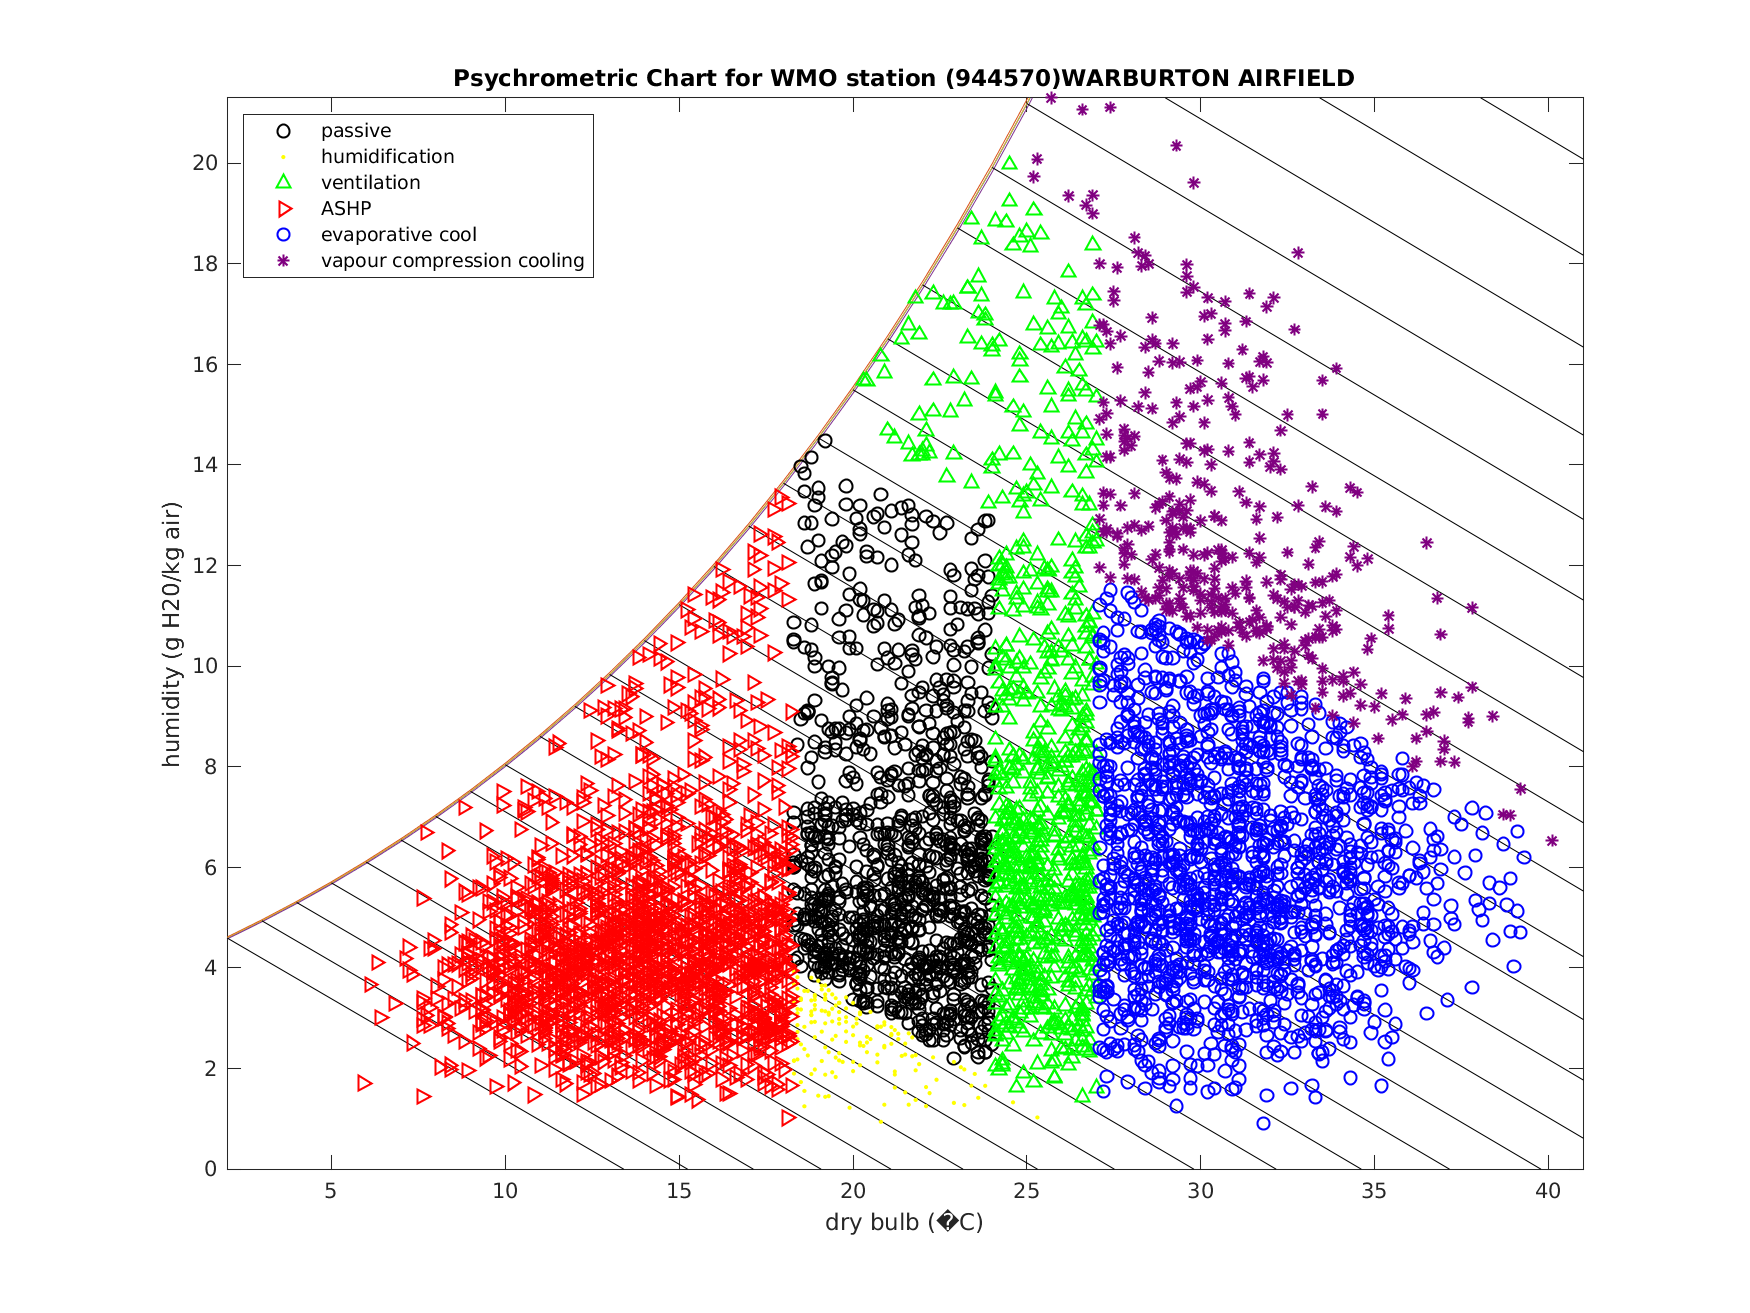 Psychrometric Chart for WMO station (944570)WARBURTON AIRFIELD
passive
humidification
ventilation
ASHP
evaporative cool
vapour compression cooling
humidity (g H20/kg air)
20
18
16
14
12
10
8
6
4
2
0
5 10 15 20 25 30 35 40
dry bulb (�C)